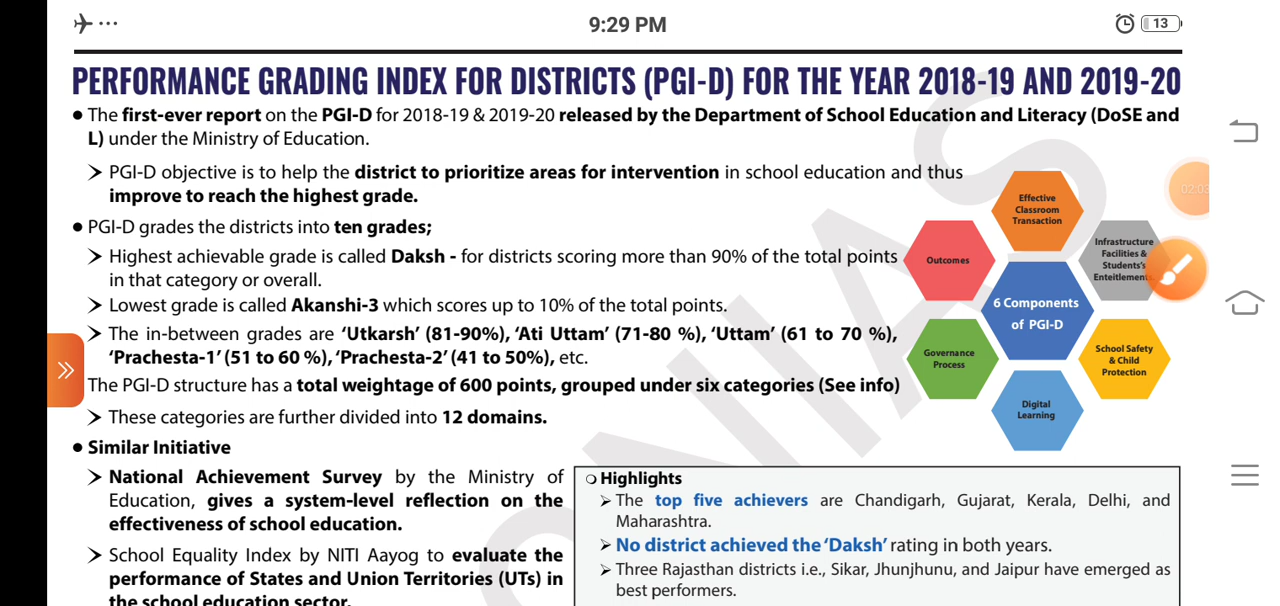 9:29 PM
13
PERFORMANCE GRADING INDEX FOR DISTRICTS (PGI-D) FOR THE YEAR 2018-19 AND 2019-20
● The first-ever report on the PGI-D for 2018-19 & 2019-20 released by the Department of School Education and Literacy (DoSE and
L) under the Ministry of Education.
➤ PGI-D objective is to help the district to prioritize areas for intervention in school education and thus
improve to reach the highest grade.
● PGI-D grades the districts into ten grades;
➤ Highest achievable grade is called Daksh - for districts scoring more than 90% of the total points
in that category or overall.
➤ Lowest grade is called Akanshi-3 which scores up to 10% of the total points.
➤ The in-between grades are ‘Utkarsh’ (81-90%), ‘Ati Uttam’ (71-80 %), ‘Uttam’ (61 to 70 %),
‘Prachesta-1’ (51 to 60 %), ‘Prachesta-2’ (41 to 50%), etc.
The PGI-D structure has a total weightage of 600 points, grouped under six categories (See info)
➤ These categories are further divided into 12 domains.
● Similar Initiative
➤ National Achievement Survey by the Ministry of
Education, gives a system-level reflection on the
effectiveness of school education.
➤ School Equality Index by NITI Aayog to evaluate the
performance of States and Union Territories (UTs) in
the school education sector.
Effective
Classroom
Transaction
Infrastructure
Facilities &
Students's
Enteitlements
Outcomes
6 Components
of PGI-D
Governance
Process
School Safety
& Child
Protection
Digital
Learning
02:03
❍ Highlights
➤ The top five achievers are Chandigarh, Gujarat, Kerala, Delhi, and
Maharashtra.
➤ No district achieved the ‘Daksh’ rating in both years.
➤ Three Rajasthan districts i.e., Sikar, Jhunjhunu, and Jaipur have emerged as
best performers.